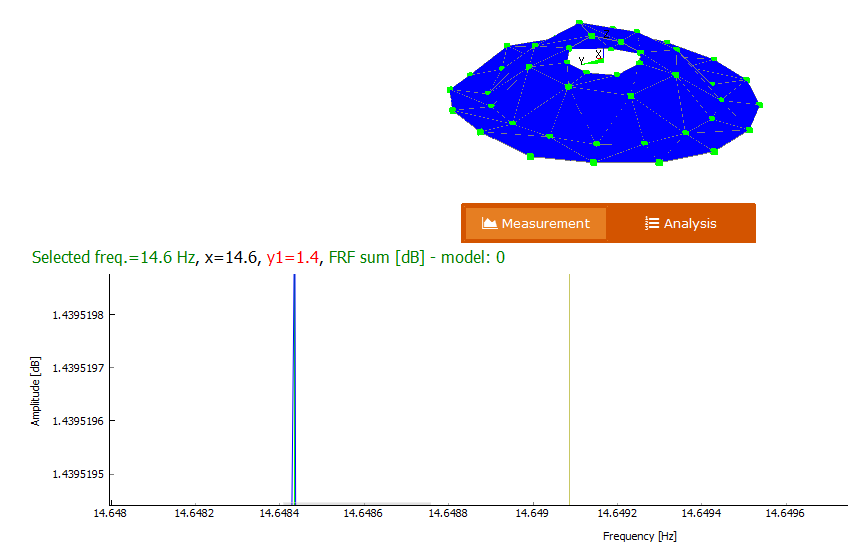 X
Y
Measurement
Analysis
Selected freq.=14.6 Hz, x=14.6, y1=1.4, FRF sum [dB] - model: 0
1.4395198
1.4395197
1.4395196
1.4395195
Amplitude [dB]
14.648 14.6482 14.6484 14.6486 14.6488 14.649 14.6492 14.6494 14.6496
Frequency [Hz]